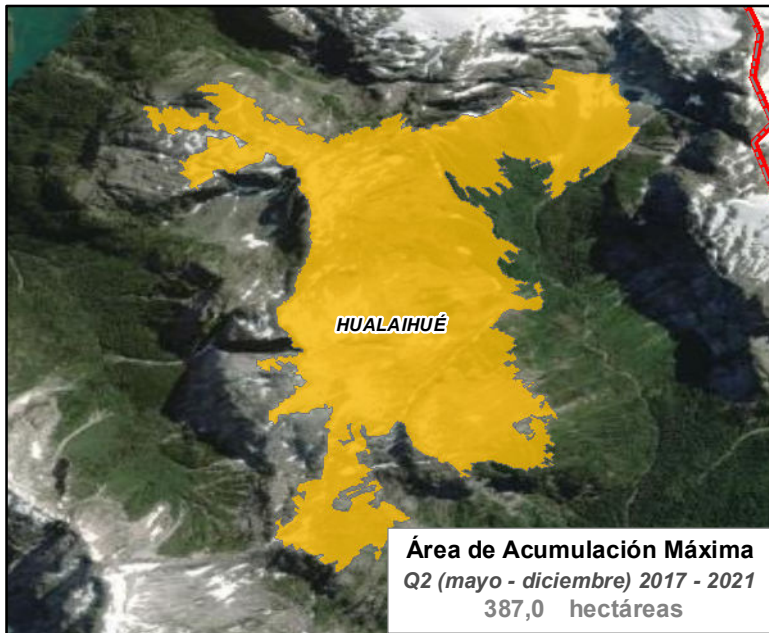 HUALAIHUÉ
Área de Acumulación Máxima
Q2 (mayo - diciembre) 2017 - 2021
387,0 hectáreas